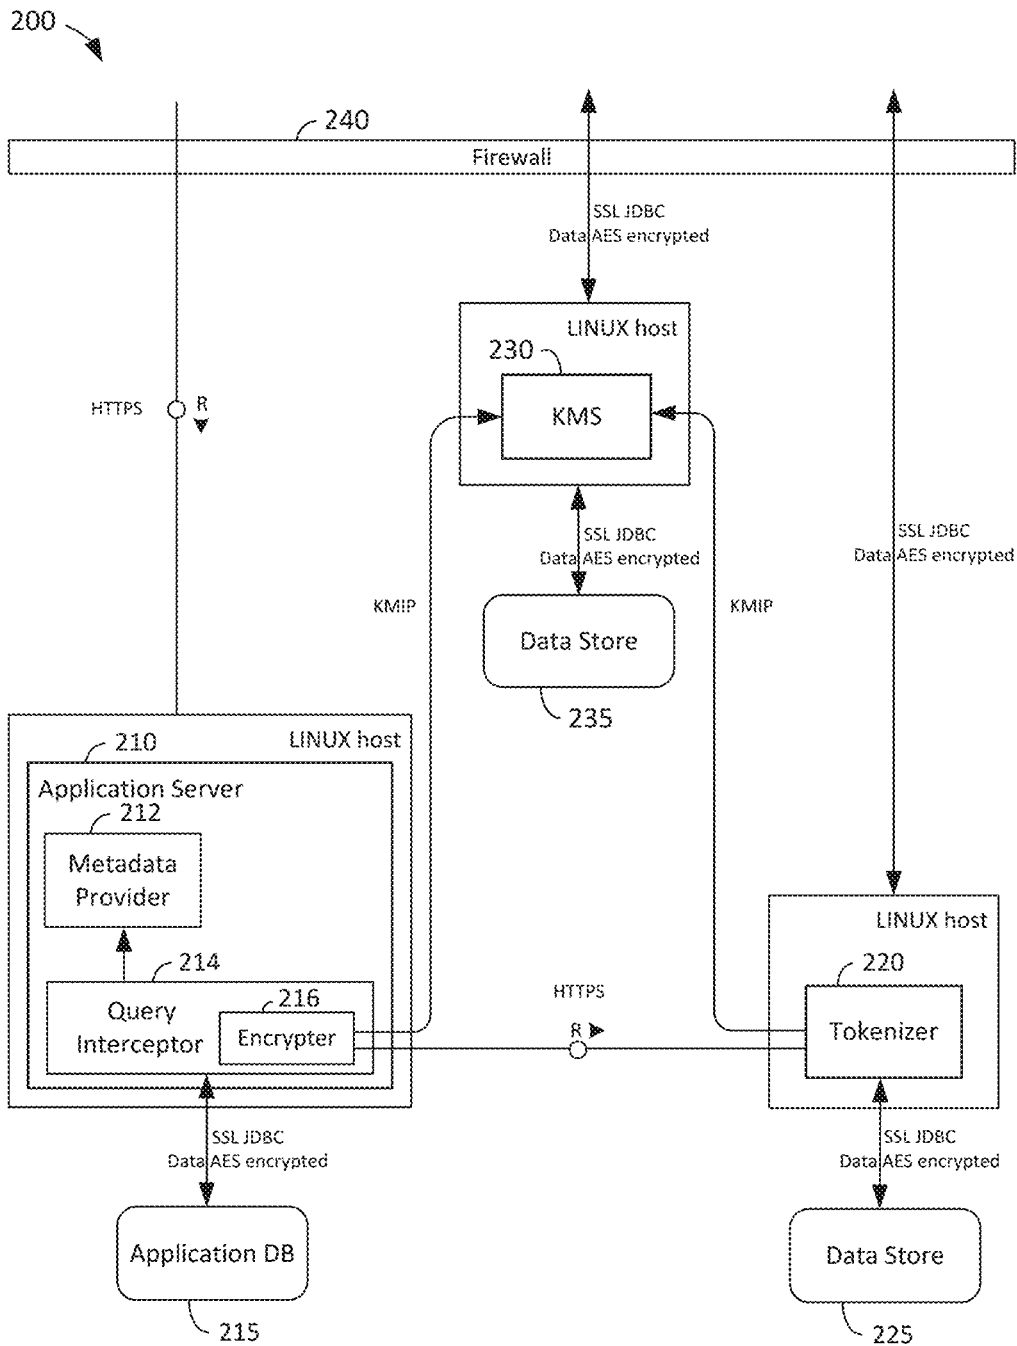 200
240
Firewall
SSL JDBC
Data AES encrypted
LINUX host
230
KMS
HTTPS
R
SSL JDBC
Data AES encrypted
SSL JDBC
Data AES encrypted
KMIP
KMIP
Data Store
235
LINUX host
210
Application Server
212
Metadata
Provider
214
Query
Interceptor
216
Encrypter
HTTPS
R
LINUX host
220
Tokenizer
SSL JDBC
Data AES encrypted
SSL JDBC
Data AES encrypted
Application DB
215
Data Store
225